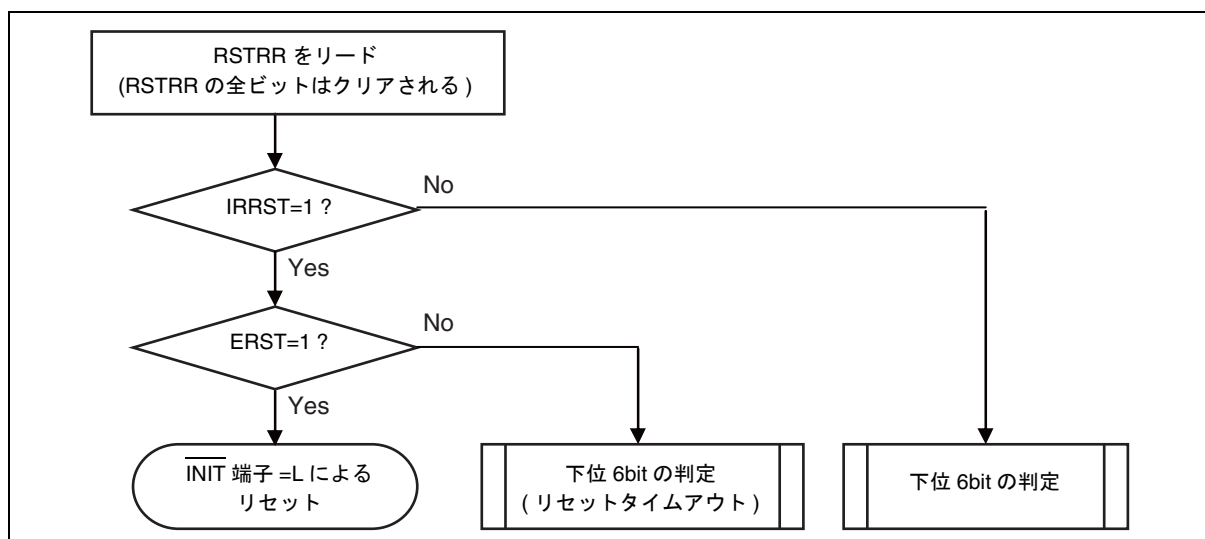 RSTRR をリード
(RSTRR の全ビットはクリアされる )
IRRST=1 ?
No
Yes
ERST=1 ?
No
Yes
INIT 端子 =L による
リセット
下位 6bit の判定
( リセットタイムアウト )
下位 6bit の判定